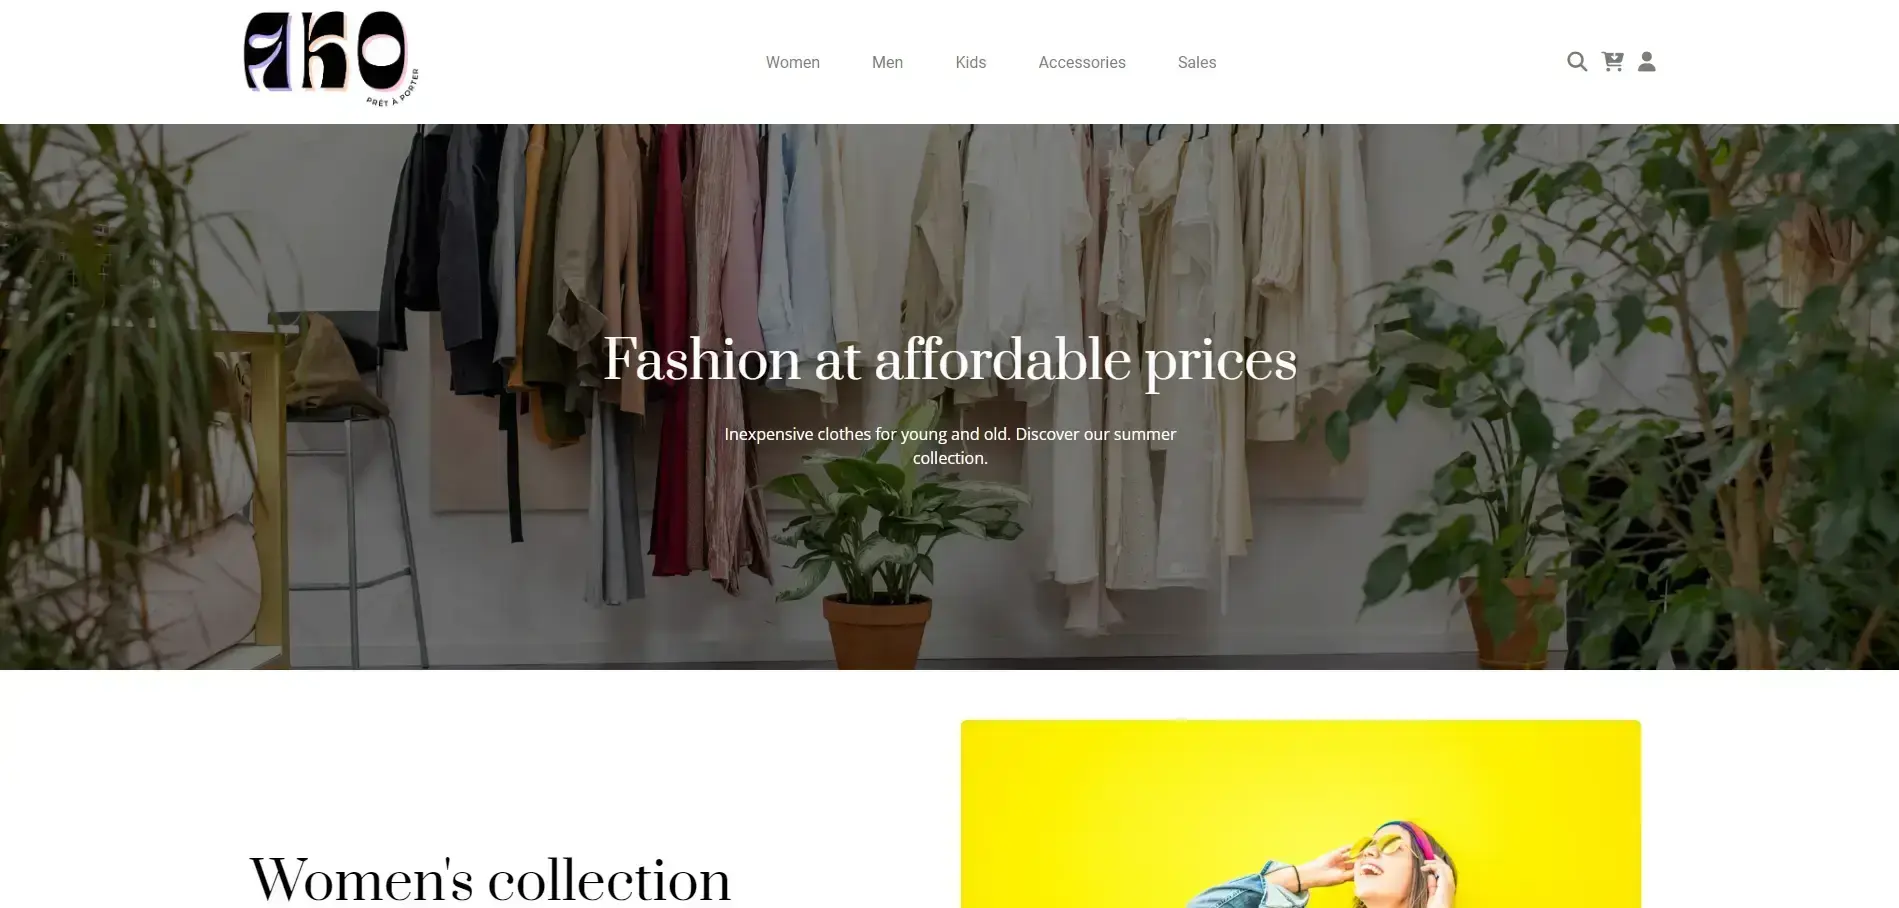 AKO
PRÊT À PORTER
Women
Men
Kids
Accessories
Sales
Fashion at affordable prices
Inexpensive clothes for young and old. Discover our summer
collection.
Women's collection